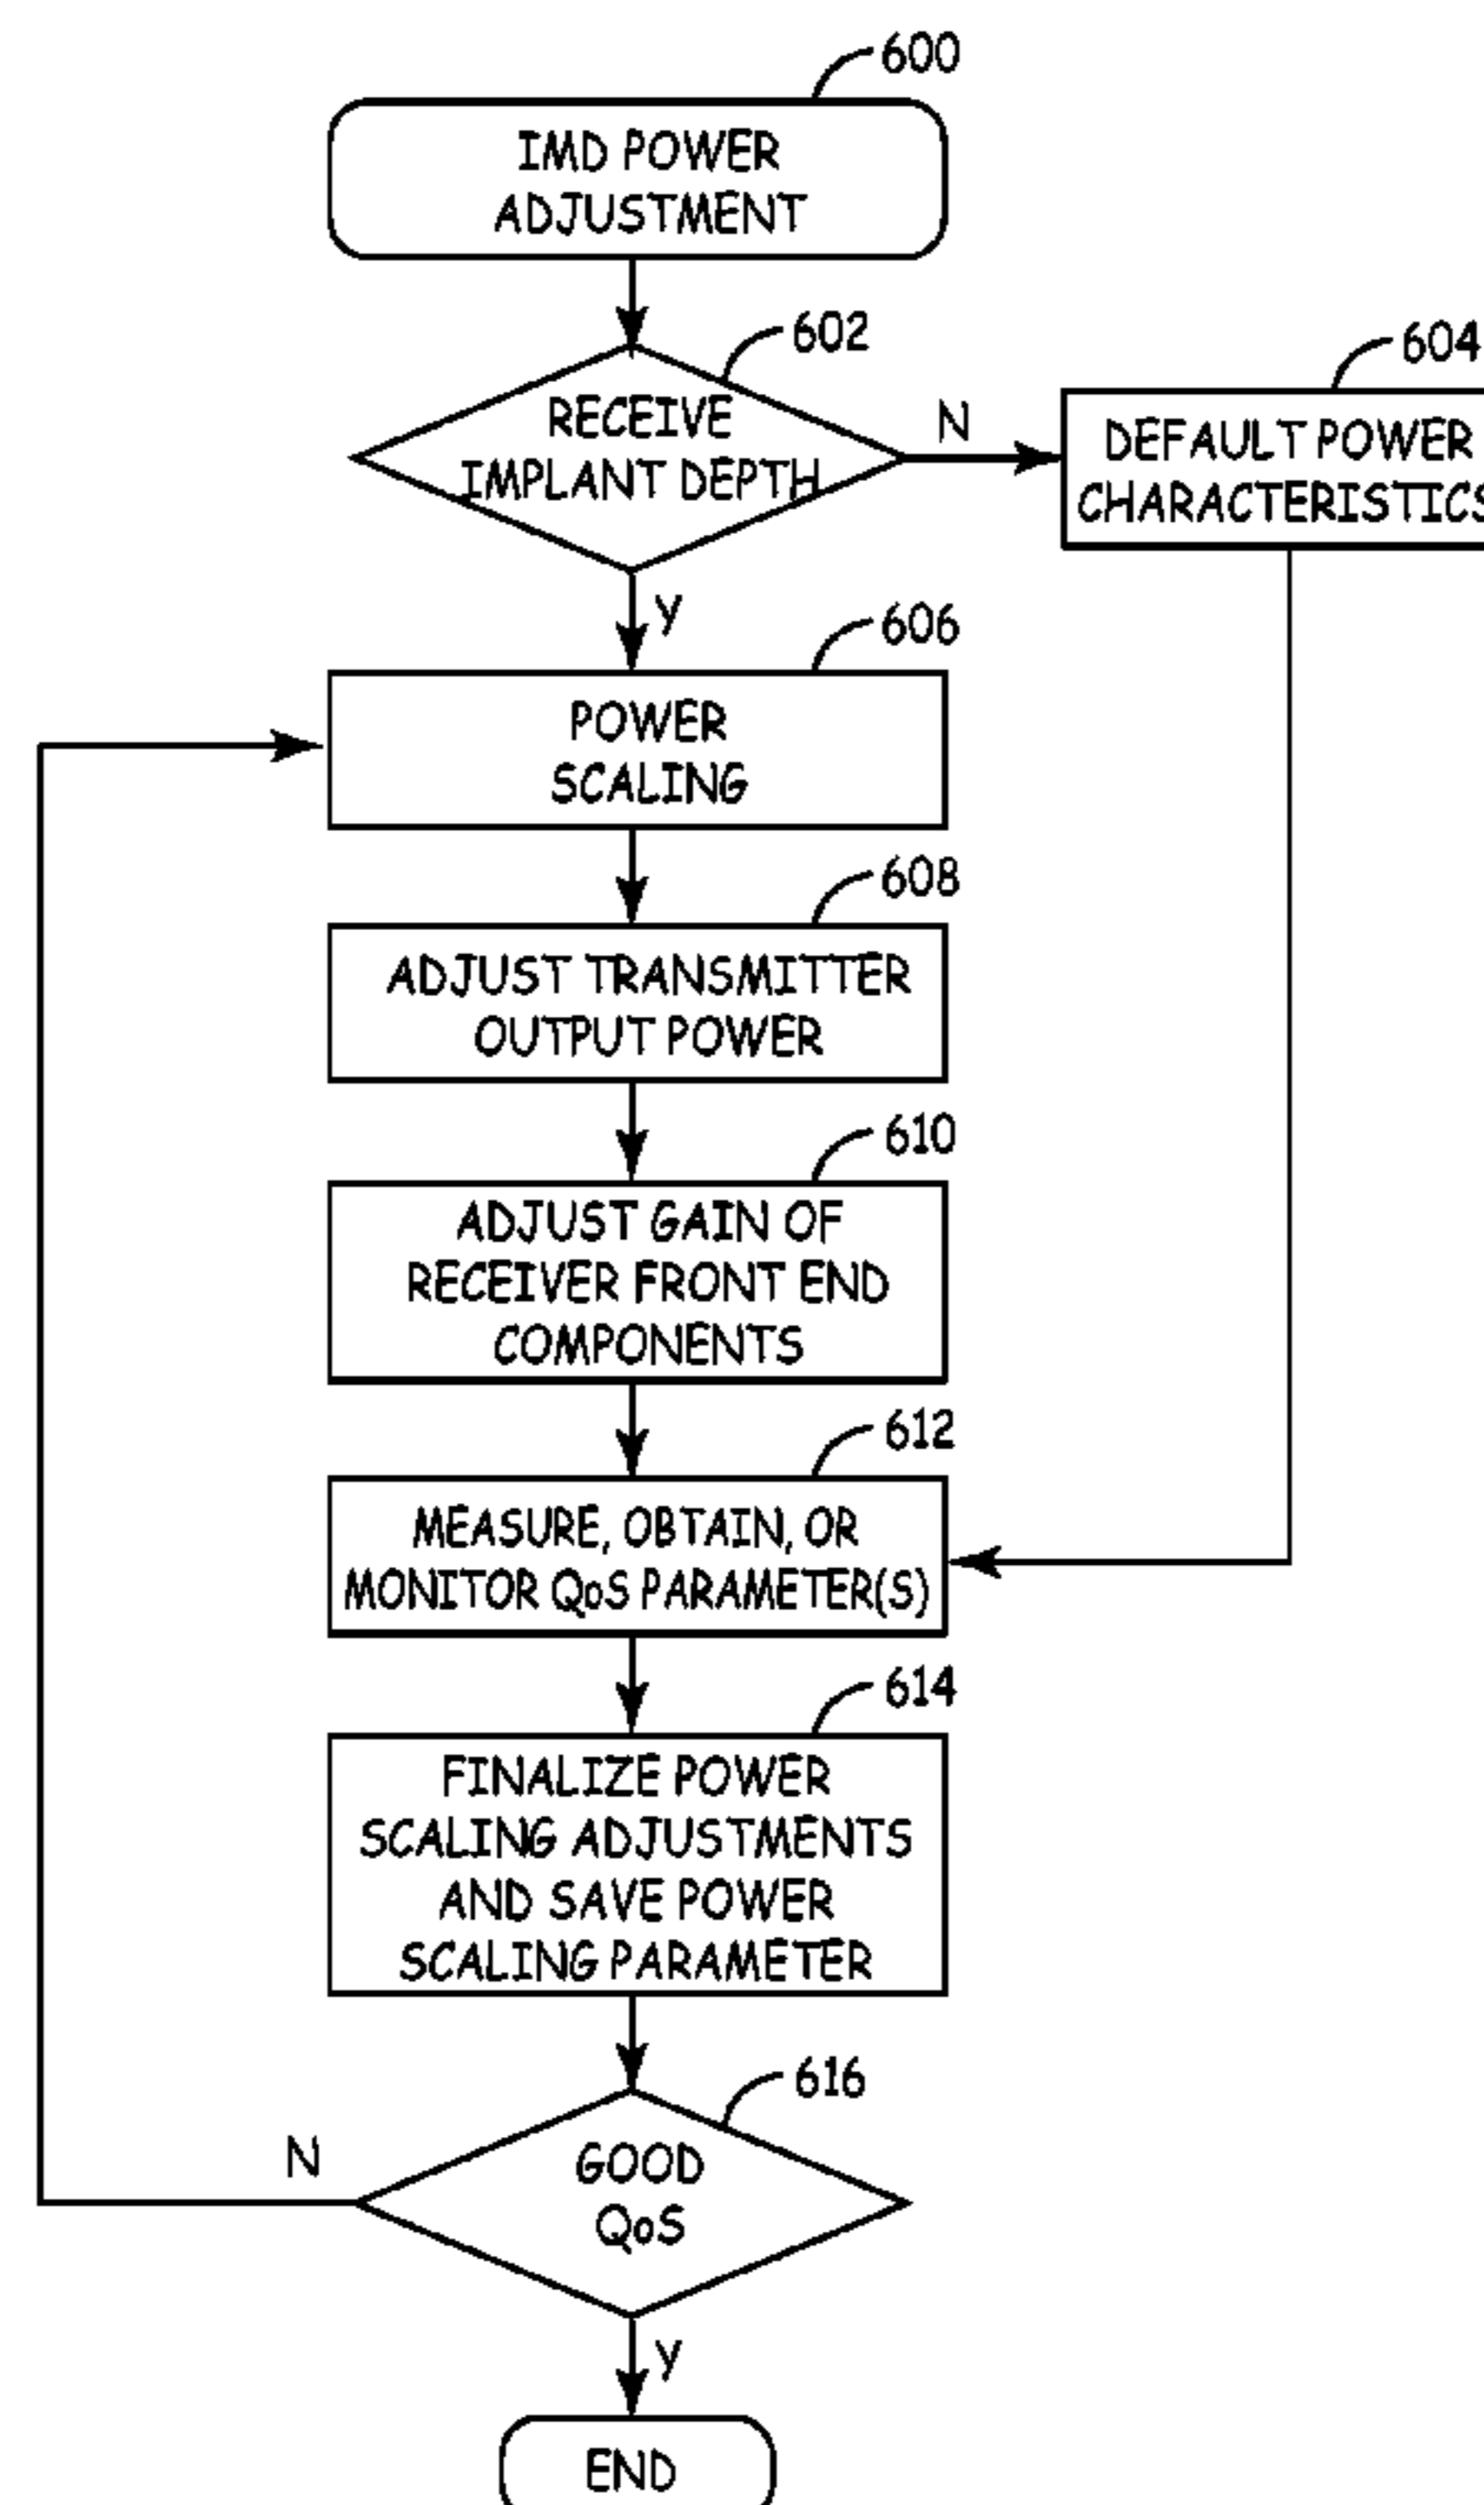 600
IMD POWER
ADJUSTMENT
602
RECEIVE
IMPLANT DEPTH
N
604
DEFAULT POWER
CHARACTERISTICS
Y
606
POWER
SCALING
608
ADJUST TRANSMITTER
OUTPUT POWER
610
ADJUST GAIN OF
RECEIVER FRONT END
COMPONENTS
612
MEASURE, OBTAIN, OR
MONITOR QoS PARAMETER(S)
614
FINALIZE POWER
SCALING ADJUSTMENTS
AND SAVE POWER
SCALING PARAMETER
616
N
GOOD
QoS
Y
END